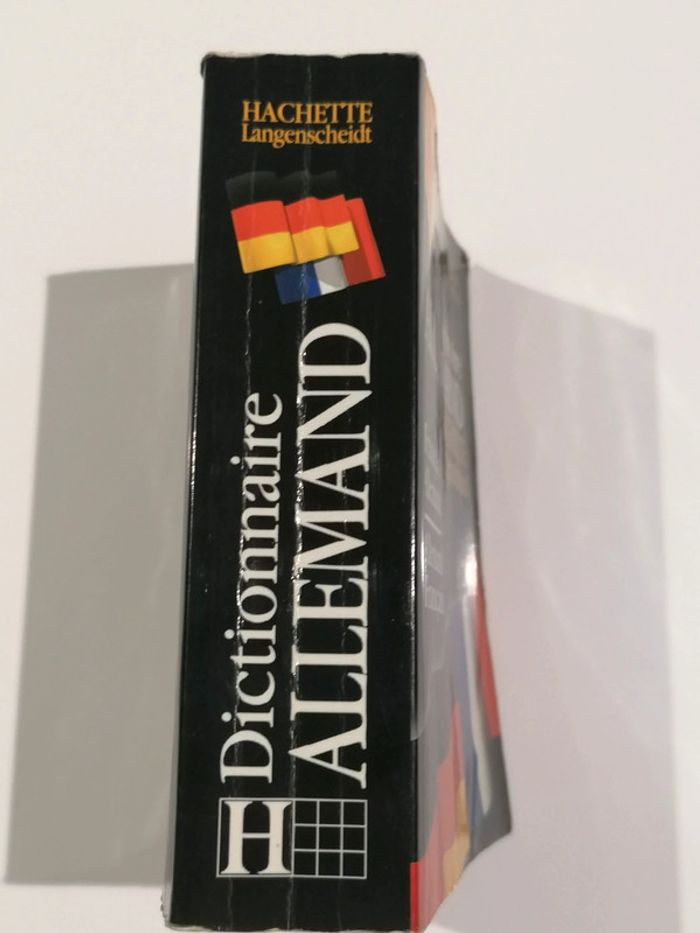 HACHETTE
Langenscheidt
Dictionnaire
ALLEMAND
H